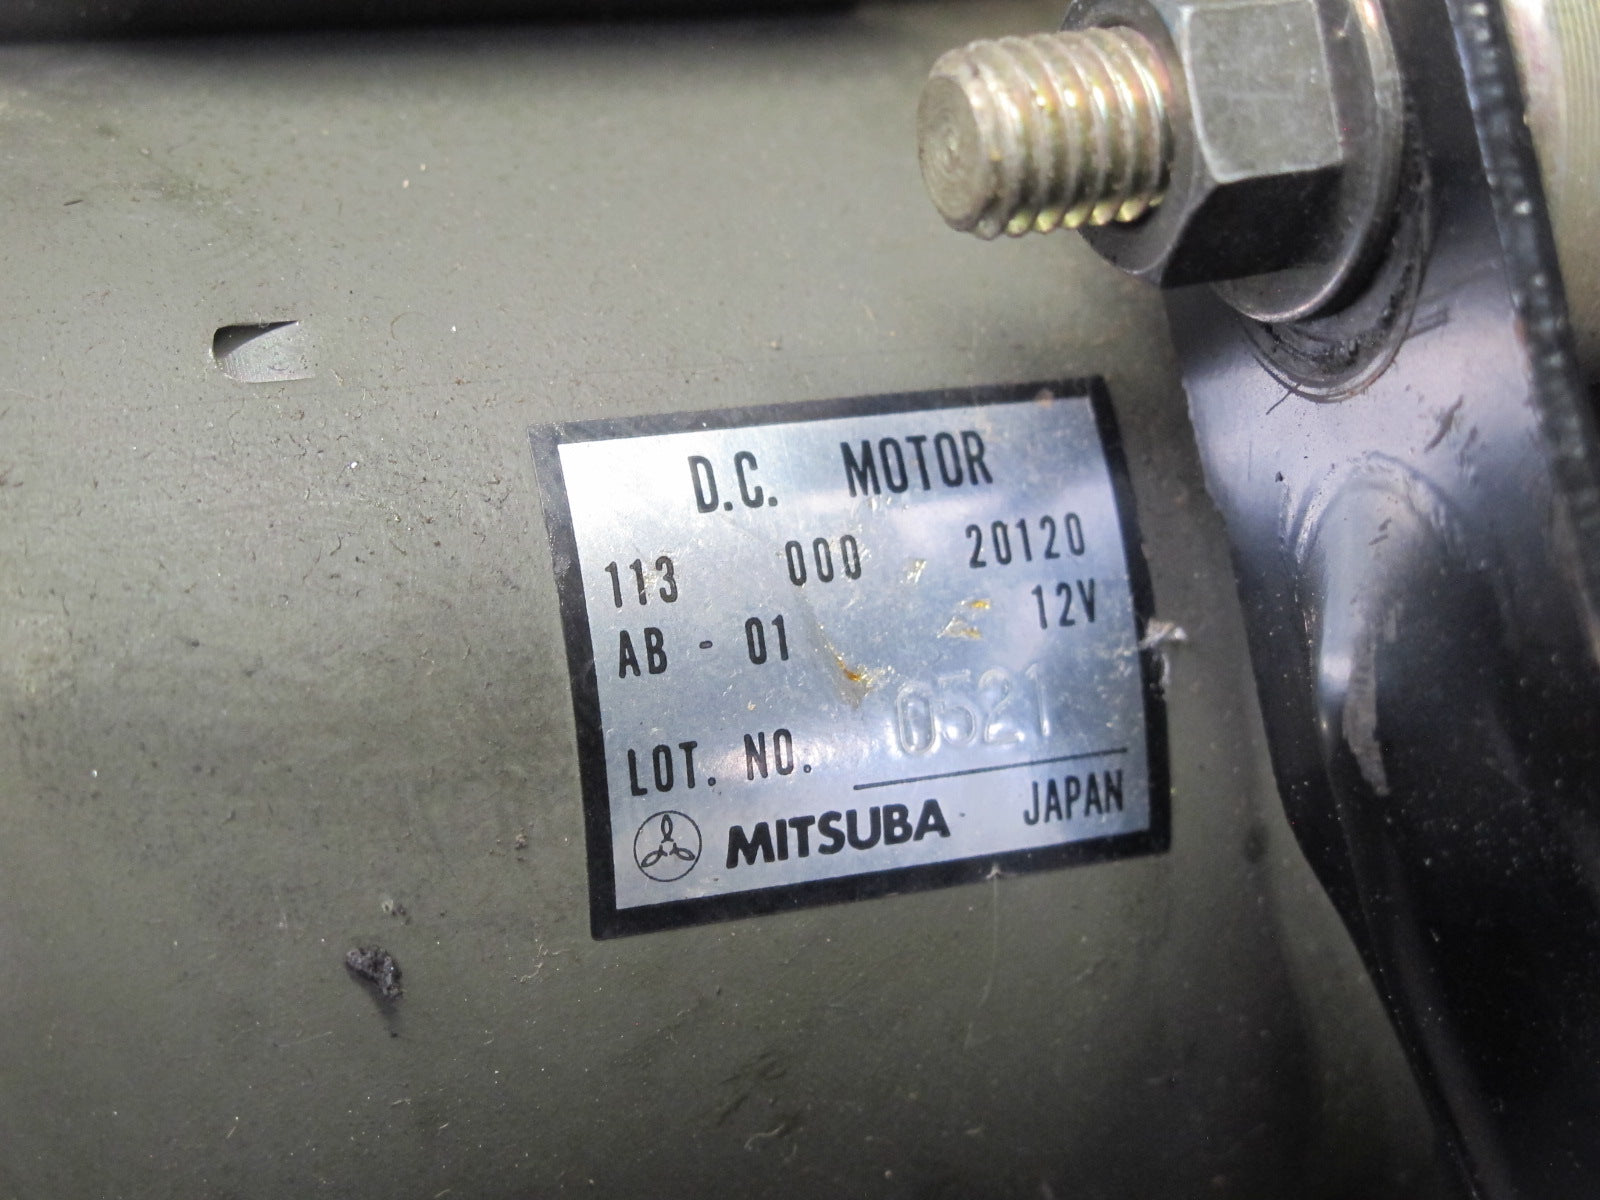 D.C. MOTOR
113 000 20120
AB - 01 12V
LOT. NO. 0521
MITSUBA JAPAN